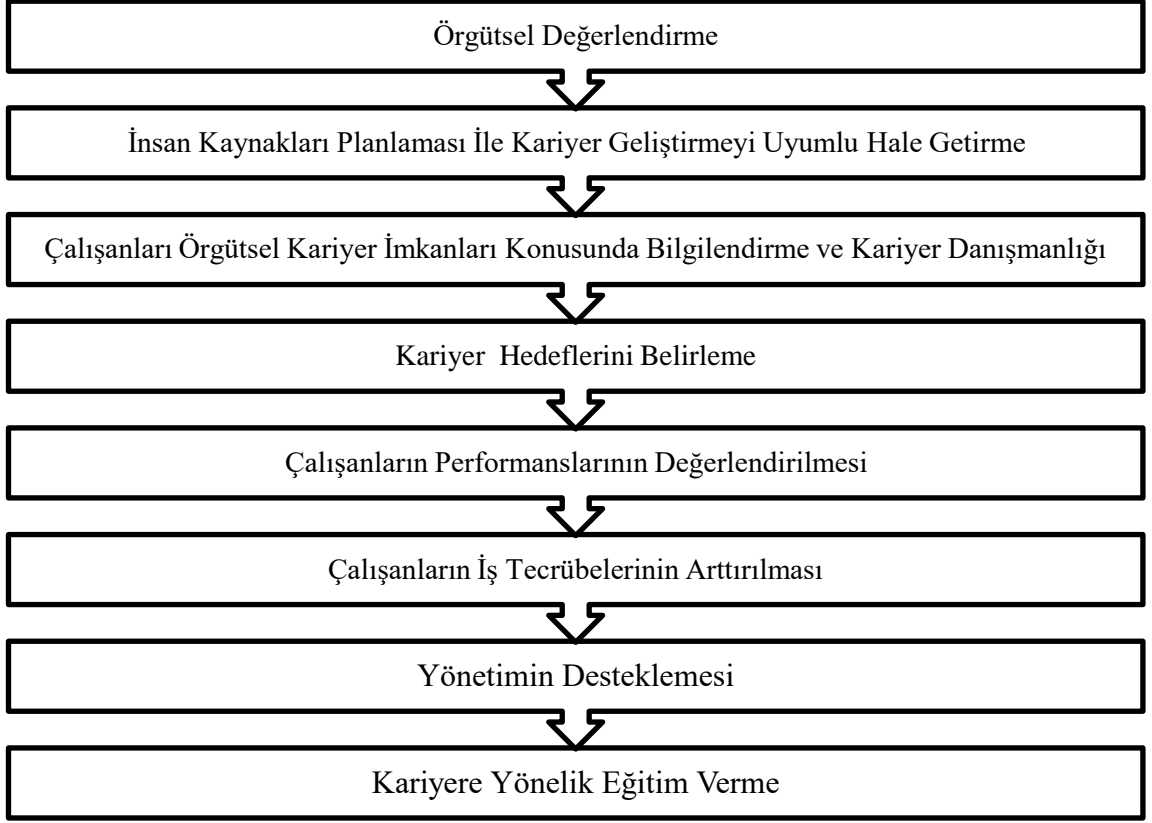 Örgütsel Değerlendirme
İnsan Kaynakları Planlaması İle Kariyer Geliştirmeyi Uyumlu Hale Getirme
Çalışanları Örgütsel Kariyer İmkanları Konusunda Bilgilendirme ve Kariyer Danışmanlığı
Kariyer Hedeflerini Belirleme
Çalışanların Performanslarının Değerlendirilmesi
Çalışanların İş Tecrübelerinin Arttırılması
Yönetimin Desteklemesi
Kariyere Yönelik Eğitim Verme